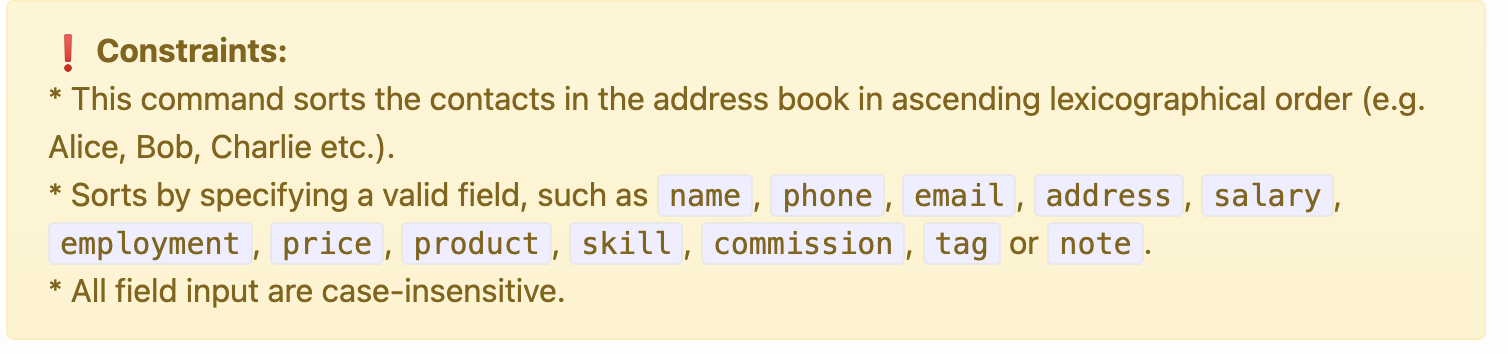 ❗ Constraints:
* This command sorts the contacts in the address book in ascending lexicographical order (e.g.
Alice, Bob, Charlie etc.).
* Sorts by specifying a valid field, such as name, phone, email, address, salary,
employment, price, product, skill, commission, tag or note.
* All field input are case-insensitive.